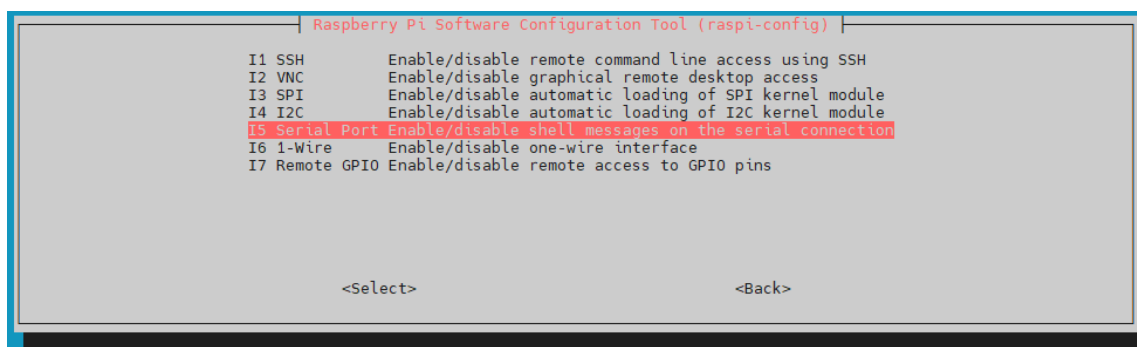 Raspberry Pi Software Configuration Tool (raspi-config)
I1 SSH Enable/disable remote command line access using SSH
I2 VNC Enable/disable graphical remote desktop access
I3 SPI Enable/disable automatic loading of SPI kernel module
I4 I2C Enable/disable automatic loading of I2C kernel module
I5 Serial Port Enable/disable shell messages on the serial connection
I6 1-Wire Enable/disable one-wire interface
I7 Remote GPIO Enable/disable remote access to GPIO pins
<Select> <Back>